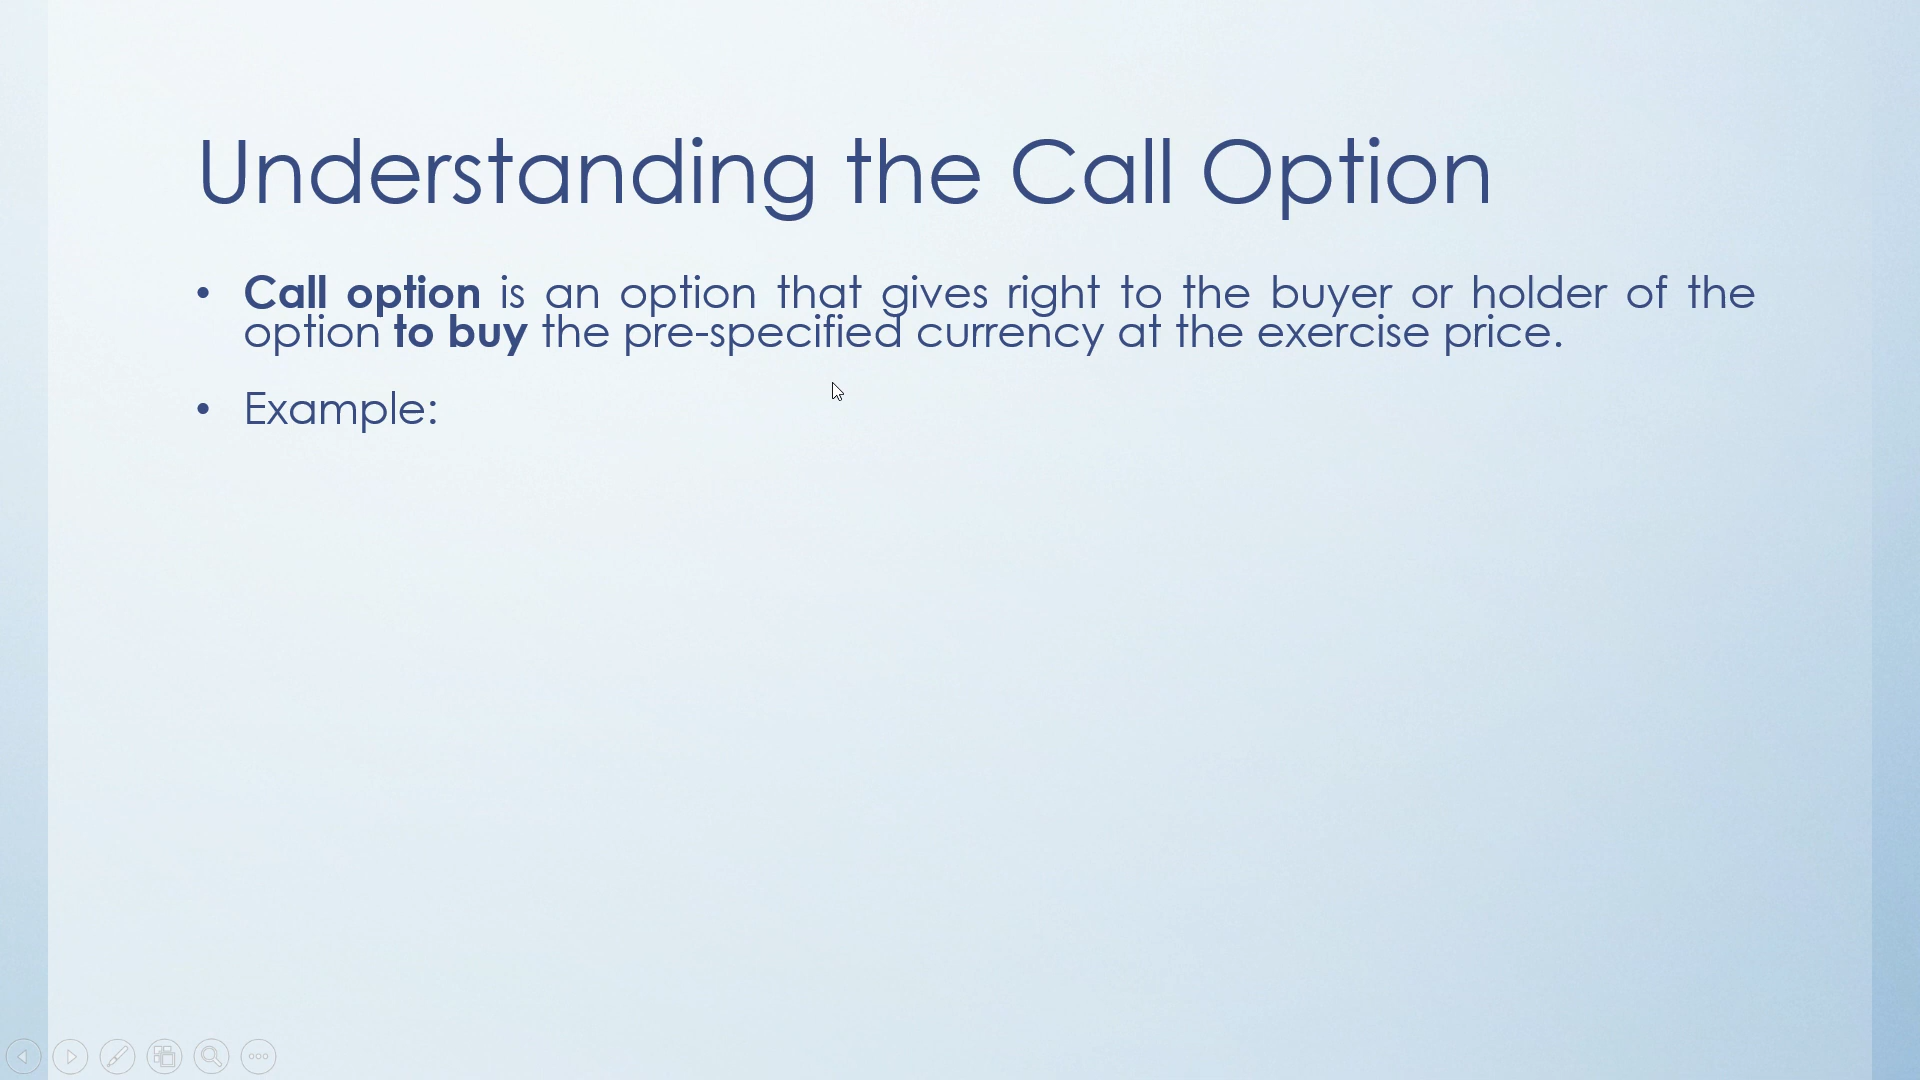 Understanding the Call Option
• Call option is an option that gives right to the buyer or holder of the
option to buy the pre-specified currency at the exercise price.
• Example: